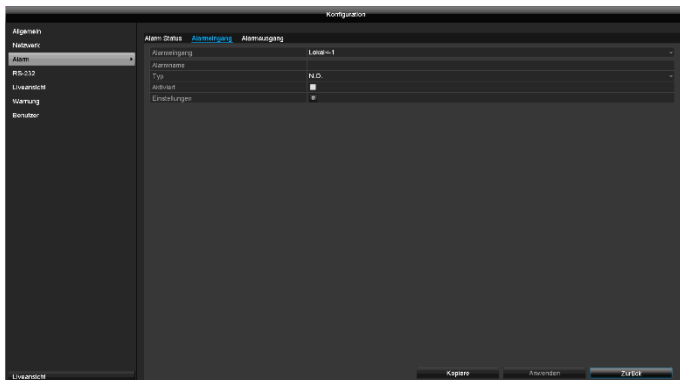 Konfiguration
Allgemein
Netzwerk
Alarm
RS-232
Liveansicht
Warnung
Benutzer
Alarm Status Alarmeingang Alarmausgang
Alarmeingang Lokal<-1
Alarmname
Typ N.O.
Aktiviert
Einstellungen
Liveansicht
Kopiere Anwenden Zurück